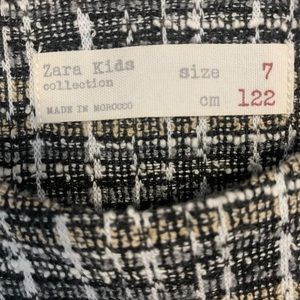 Zara Kids size 7
collection
MADE IN MOROCCO cm 122